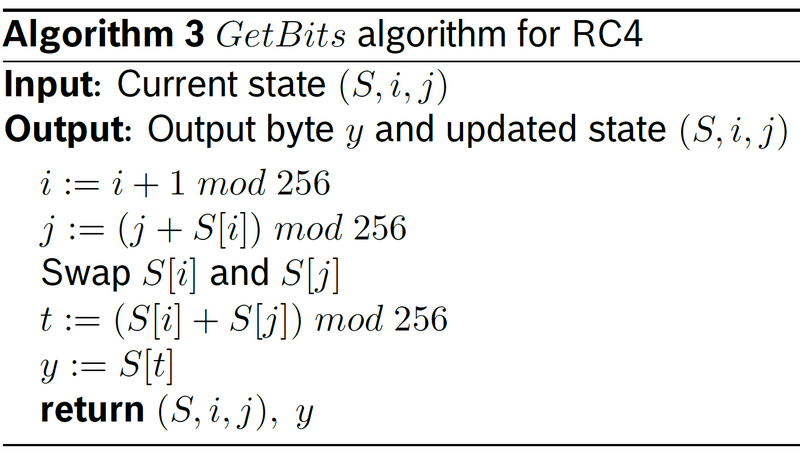 Algorithm 3 GetBits algorithm for RC4
Input: Current state (S, i, j)
Output: Output byte y and updated state (S, i, j)
i := i + 1 mod 256
j := (j + S[i]) mod 256
Swap S[i] and S[j]
t := (S[i] + S[j]) mod 256
y := S[t]
return (S, i, j), y